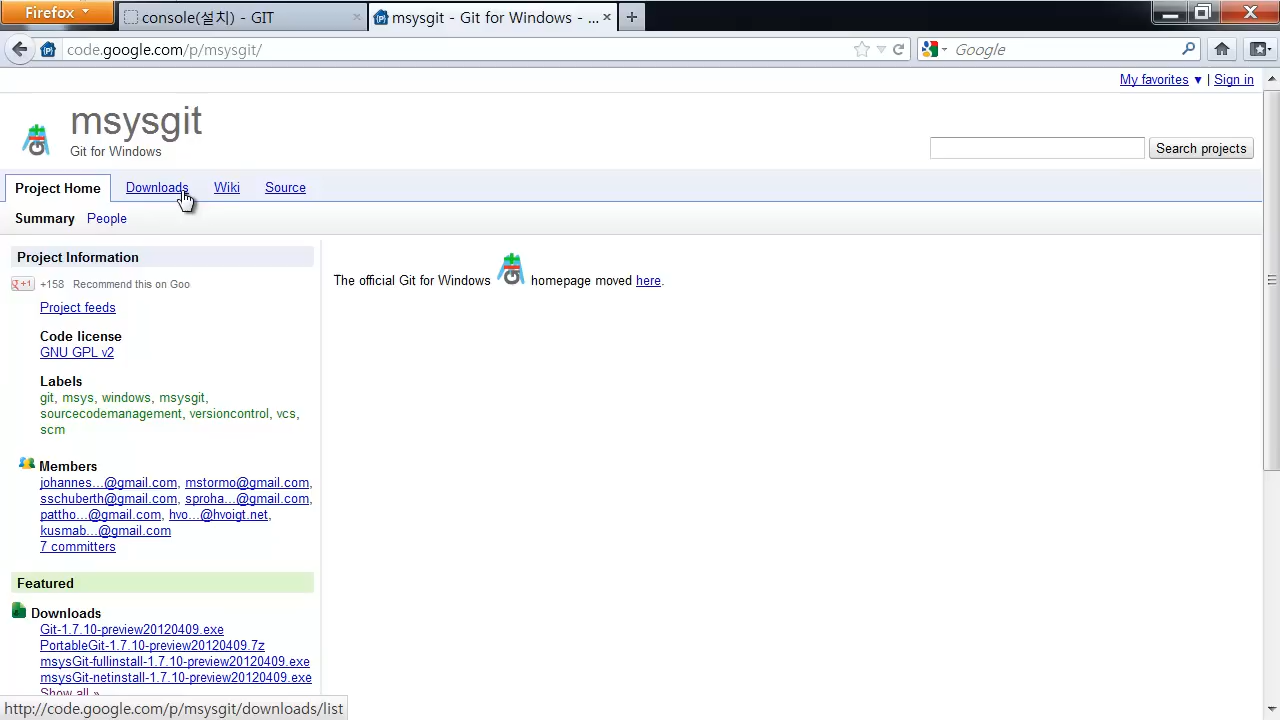 Firefox
console(설치) - GIT
msysgit - Git for Windows - ...
code.google.com/p/msysgit/
Google
My favorites ▼ | Sign in
msysgit
Git for Windows
Search projects
Project Home
Downloads
Wiki
Source
Summary
People
Project Information
+1 +158 Recommend this on Goo
Project feeds
Code license
GNU GPL v2
Labels
git, msys, windows, msysgit,
sourcecodemanagement, versioncontrol, vcs,
scm
Members
johannes...@gmail.com, mstormo@gmail.com,
sschuberth@gmail.com, sproha...@gmail.com,
pattho...@gmail.com, hvo...@hvoigt.net,
kusmab...@gmail.com
7 committers
Featured
Downloads
Git-1.7.10-preview20120409.exe
PortableGit-1.7.10-preview20120409.7z
msysGit-fullinstall-1.7.10-preview20120409.exe
msysGit-netinstall-1.7.10-preview20120409.exe
Show all »
The official Git for Windows homepage moved here.
http://code.google.com/p/msysgit/downloads/list